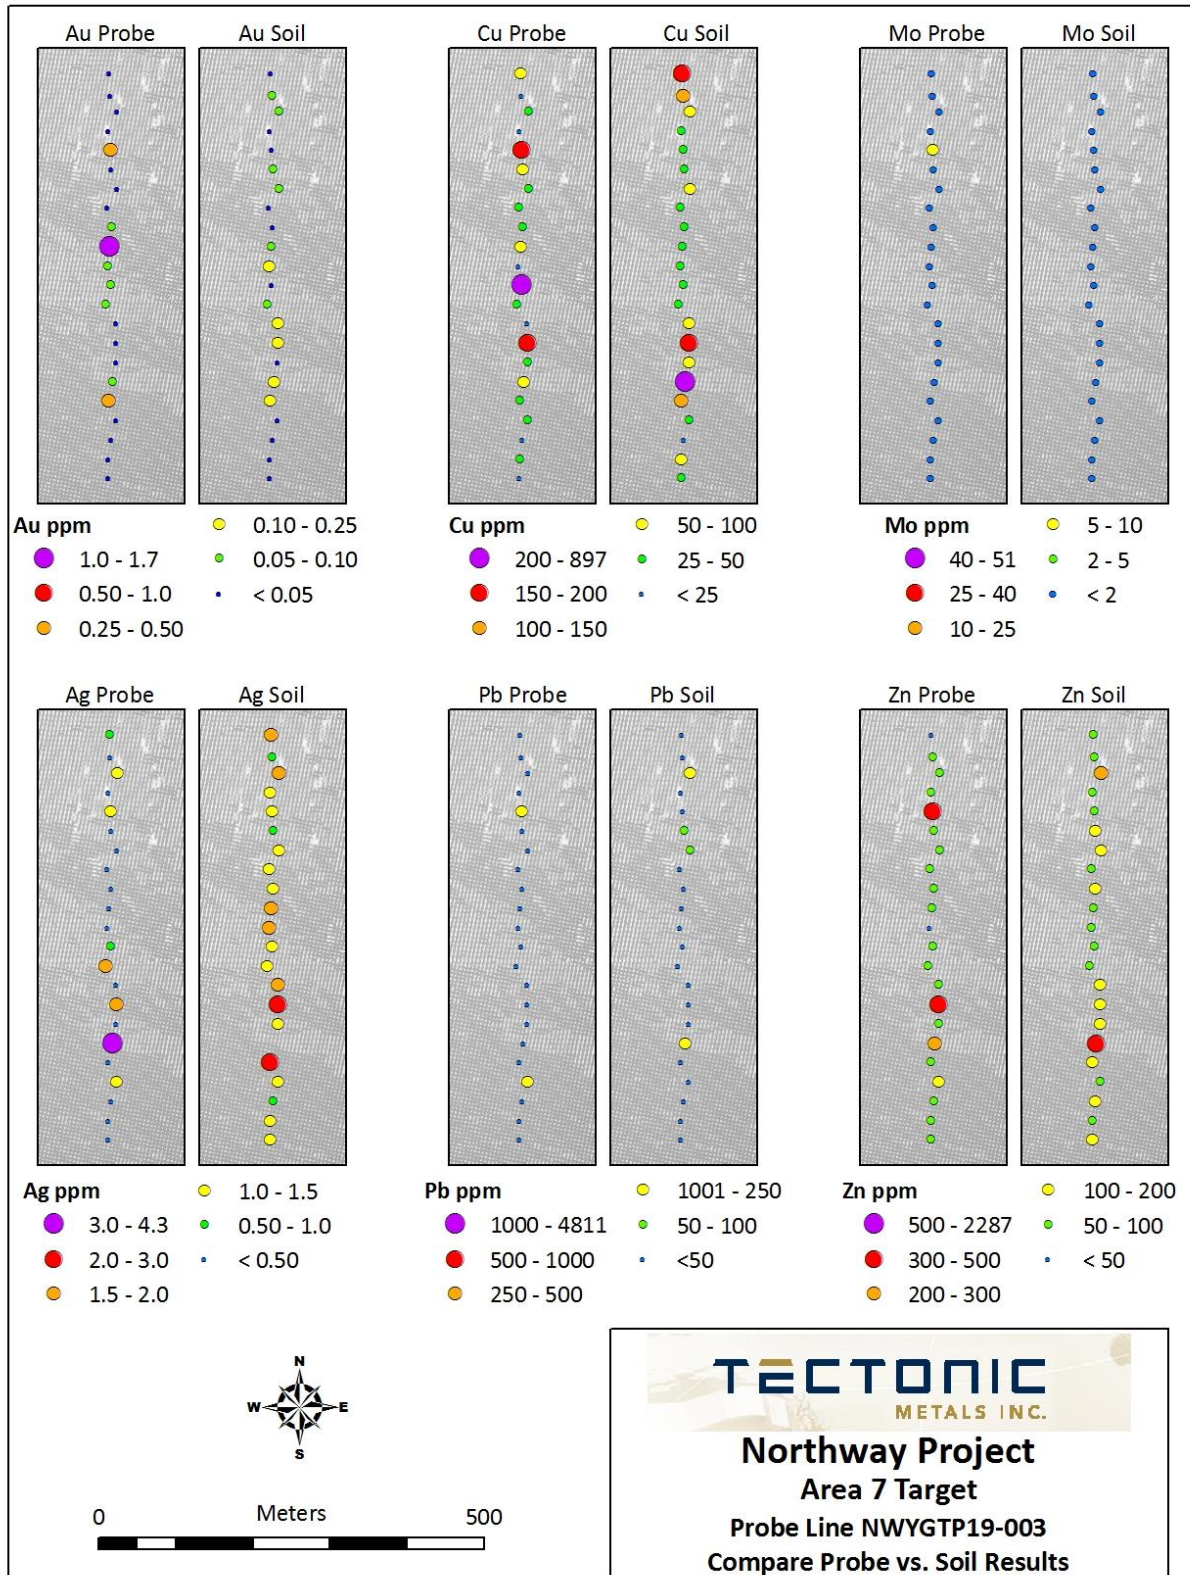 Au Probe Au Soil Cu Probe Cu Soil Mo Probe Mo Soil
Au ppm
1.0 - 1.7
0.50 - 1.0
0.25 - 0.50
0.10 - 0.25
0.05 - 0.10
< 0.05
Cu ppm
200 - 897
150 - 200
100 - 150
50 - 100
25 - 50
< 25
Mo ppm
40 - 51
25 - 40
10 - 25
5 - 10
2 - 5
< 2
Ag Probe Ag Soil Pb Probe Pb Soil Zn Probe Zn Soil
Ag ppm
3.0 - 4.3
2.0 - 3.0
1.5 - 2.0
1.0 - 1.5
0.50 - 1.0
< 0.50
Pb ppm
1000 - 4811
500 - 1000
250 - 500
1001 - 250
50 - 100
<50
Zn ppm
500 - 2287
300 - 500
200 - 300
100 - 200
50 - 100
< 50
N
W E
S
0 Meters 500
TECTONIC
METALS INC.
Northway Project
Area 7 Target
Probe Line NWYGTP19-003
Compare Probe vs. Soil Results